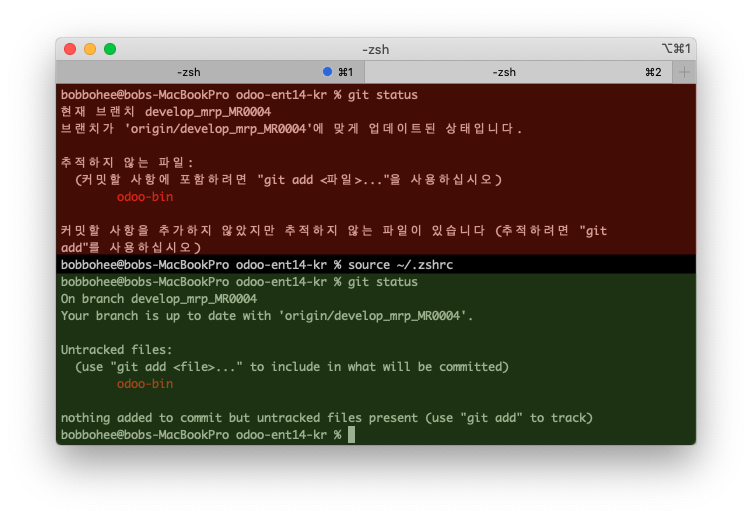 -zsh
⌥⌘1
-zsh
⌘1
-zsh
⌘2
+
bobbohee@bobs-MacBookPro odoo-ent14-kr % git status
현재 브랜치 develop_mrp_MR0004
브랜치가 'origin/develop_mrp_MR0004'에 맞게 업데이트된 상태입니다.
추적하지 않는 파일:
(커밋할 사항에 포함하려면 "git add <파일>..."을 사용하십시오)
odoo-bin
커밋할 사항을 추가하지 않았지만 추적하지 않는 파일이 있습니다 (추적하려면 "git
add"를 사용하십시오)
bobbohee@bobs-MacBookPro odoo-ent14-kr % source ~/.zshrc
bobbohee@bobs-MacBookPro odoo-ent14-kr % git status
On branch develop_mrp_MR0004
Your branch is up to date with 'origin/develop_mrp_MR0004'.
Untracked files:
(use "git add <file>..." to include in what will be committed)
odoo-bin
nothing added to commit but untracked files present (use "git add" to track)
bobbohee@bobs-MacBookPro odoo-ent14-kr %